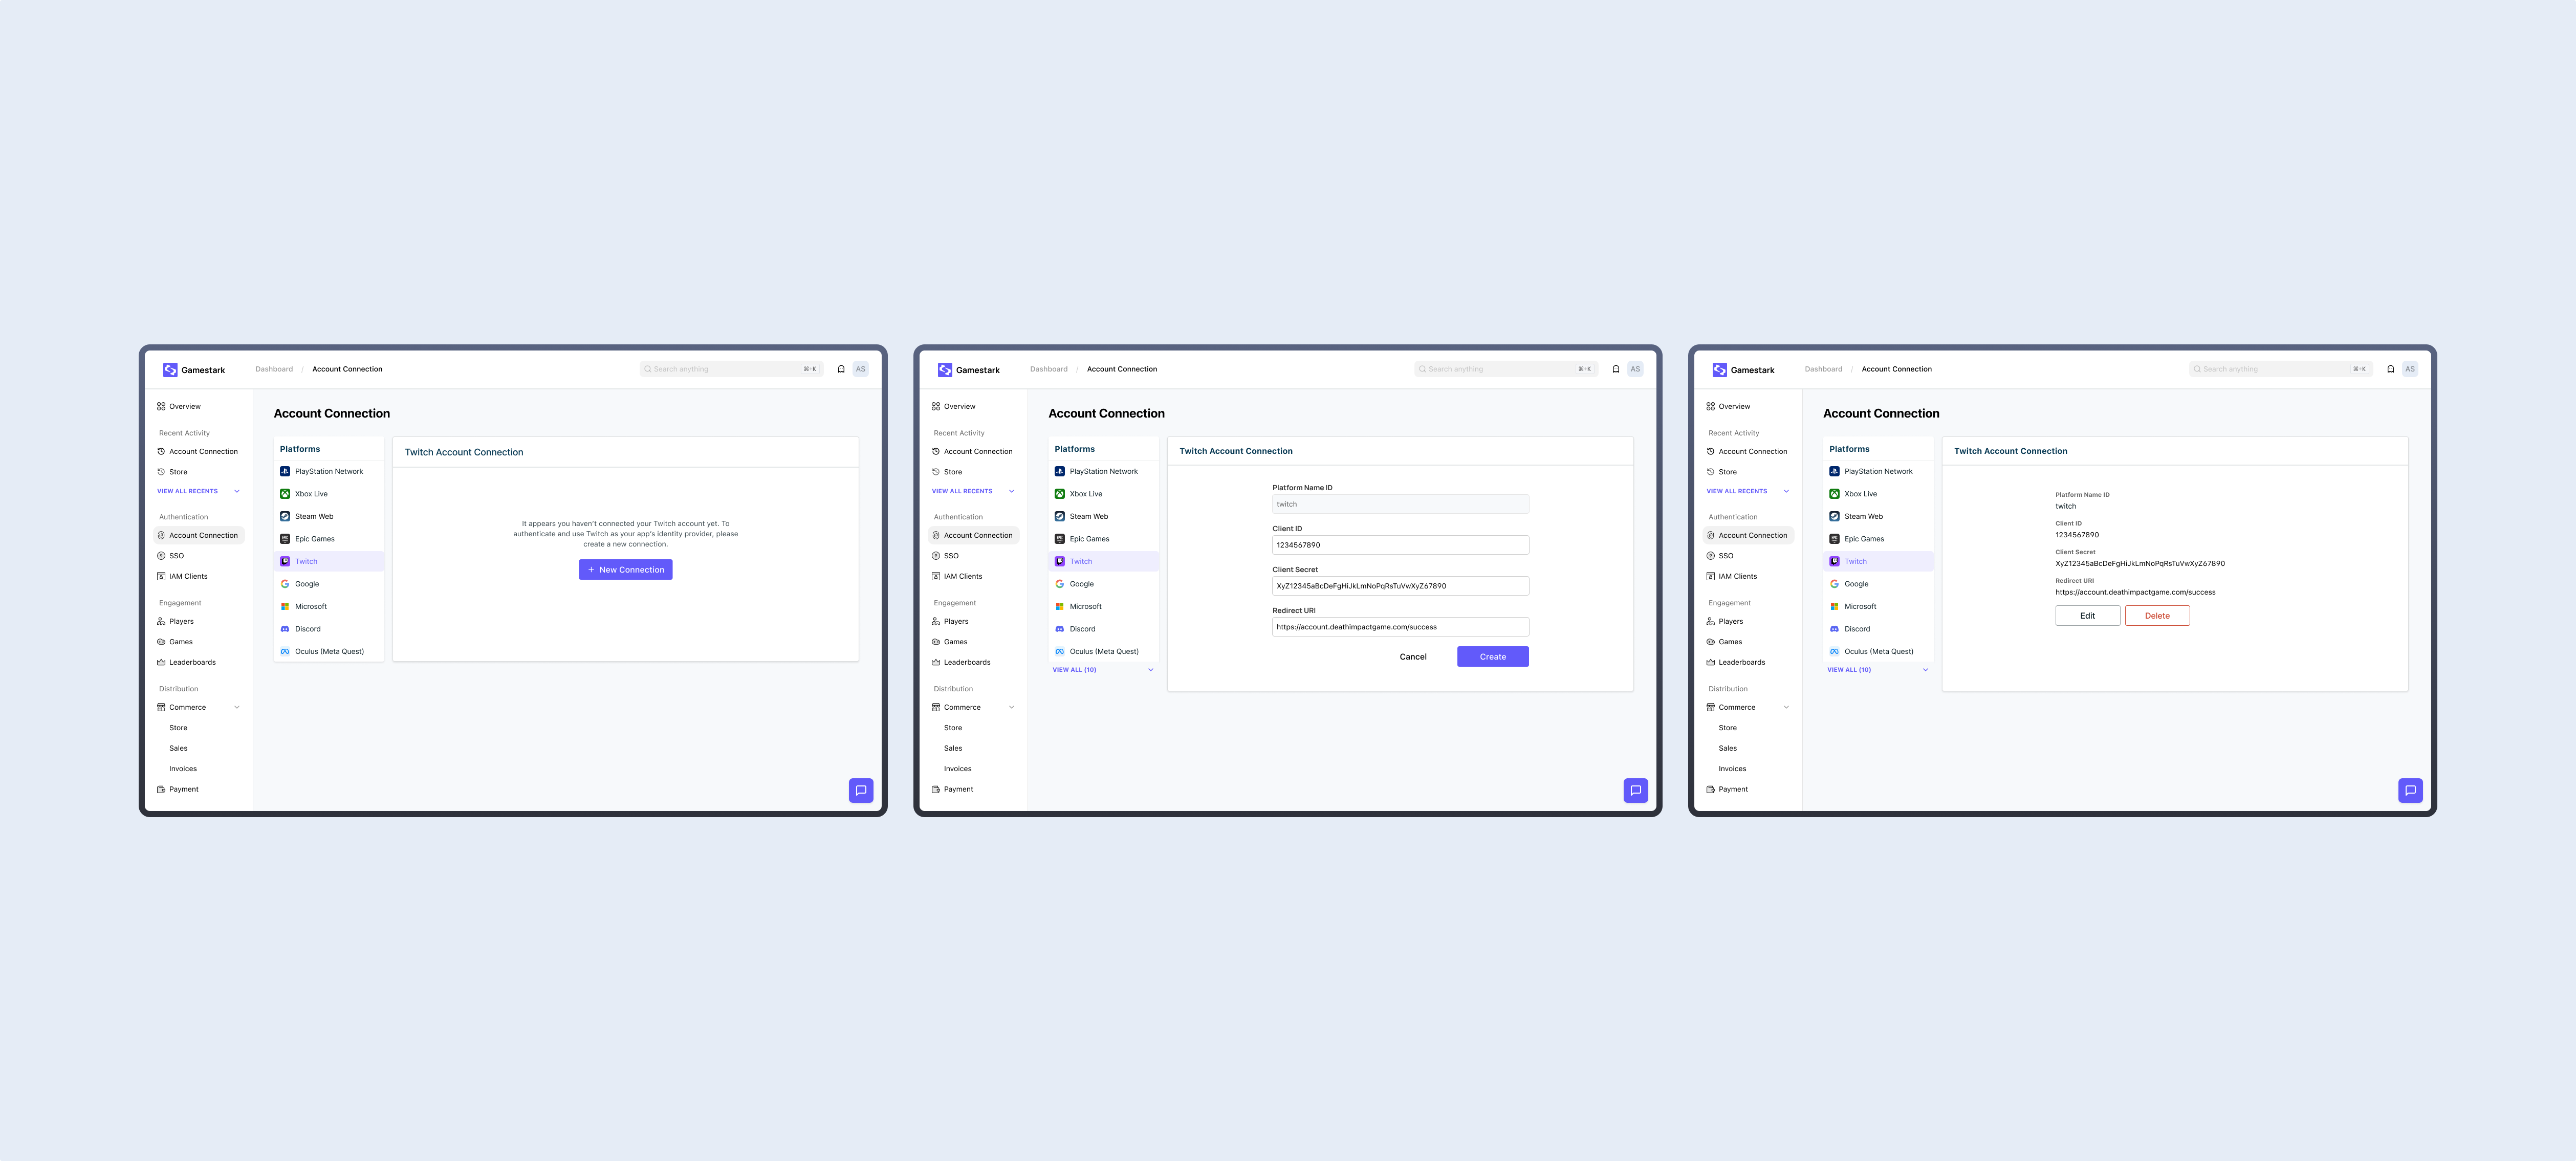 Gamestark
Dashboard / Account Connection
Search anything
⌘+K
AS
Overview
Recent Activity
Account Connection
Store
VIEW ALL RECENTS
Authentication
Account Connection
SSO
IAM Clients
Engagement
Players
Games
Leaderboards
Distribution
Commerce
Store
Sales
Invoices
Payment
Account Connection
Platforms
PlayStation Network
Xbox Live
Steam Web
Epic Games
Twitch
Google
Microsoft
Discord
Oculus (Meta Quest)
Twitch Account Connection
It appears you haven't connected your Twitch account yet. To
authenticate and use Twitch as your app's identity provider, please
create a new connection.
+ New Connection
Gamestark
Dashboard / Account Connection
Search anything
⌘+K
AS
Overview
Recent Activity
Account Connection
Store
VIEW ALL RECENTS
Authentication
Account Connection
SSO
IAM Clients
Engagement
Players
Games
Leaderboards
Distribution
Commerce
Store
Sales
Invoices
Payment
Account Connection
Platforms
PlayStation Network
Xbox Live
Steam Web
Epic Games
Twitch
Google
Microsoft
Discord
Oculus (Meta Quest)
VIEW ALL (10)
Twitch Account Connection
Platform Name ID
twitch
Client ID
1234567890
Client Secret
XyZ12345aBcDeFgHiJkLmNoPqRsTuVwXyZ67890
Redirect URI
https://account.deathimpactgame.com/success
Cancel
Create
Gamestark
Dashboard / Account Connection
Search anything
⌘+K
AS
Overview
Recent Activity
Account Connection
Store
VIEW ALL RECENTS
Authentication
Account Connection
SSO
IAM Clients
Engagement
Players
Games
Leaderboards
Distribution
Commerce
Store
Sales
Invoices
Payment
Account Connection
Platforms
PlayStation Network
Xbox Live
Steam Web
Epic Games
Twitch
Google
Microsoft
Discord
Oculus (Meta Quest)
VIEW ALL (10)
Twitch Account Connection
Platform Name ID
twitch
Client ID
1234567890
Client Secret
XyZ12345aBcDeFgHiJkLmNoPqRsTuVwXyZ67890
Redirect URI
https://account.deathimpactgame.com/success
Edit
Delete